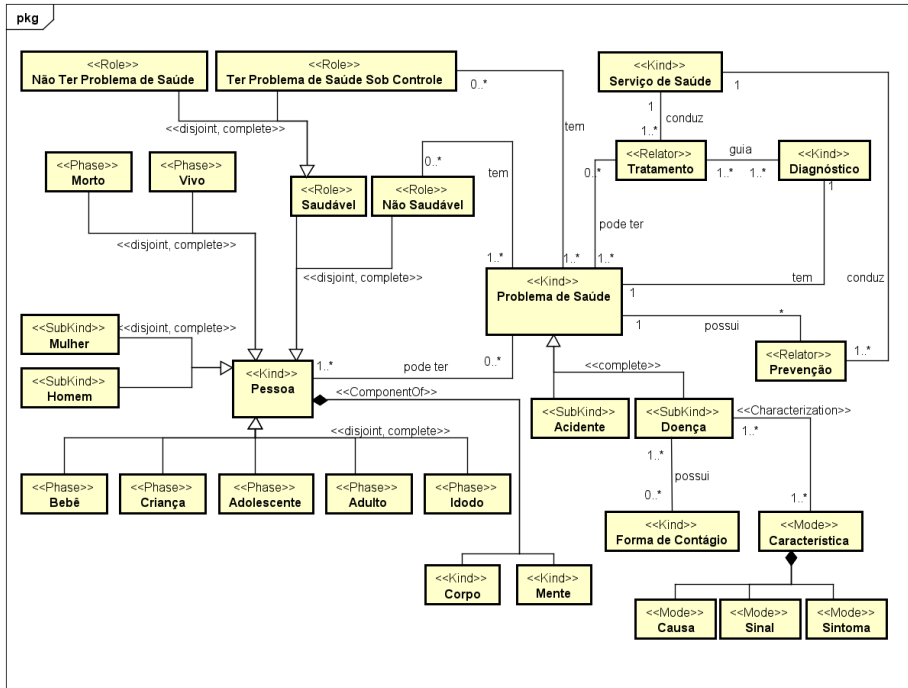 pkg
<<Role>>
Não Ter Problema de Saúde
<<Role>>
Ter Problema de Saúde Sob Controle
0..*
<<Kind>>
Serviço de Saúde
1
1
conduz
1..*
tem
<<disjoint, complete>>
<<Phase>>
Morto
<<Phase>>
Vivo
0..*
tem
<<Role>>
Saudável
<<Role>>
Não Saudável
0..*
<<Relator>>
Tratamento
guia
1..*
1..*
<<Kind>>
Diagnóstico
1
pode ter
<<disjoint, complete>>
<<disjoint, complete>>
1..*
1..*
1..*
<<Kind>>
Problema de Saúde
1
tem
conduz
1
possui
*
<<SubKind>>
Mulher
<<disjoint, complete>>
<<SubKind>>
Homem
<<Kind>>
Pessoa
1..*
pode ter
0..*
<<Relator>>
Prevenção
1..*
<<ComponentOf>>
<<complete>>
<<SubKind>>
Acidente
<<SubKind>>
Doença
<<Characterization>>
1..*
<<disjoint, complete>>
1..*
possui
0..*
1..*
<<Phase>>
Bebê
<<Phase>>
Criança
<<Phase>>
Adolescente
<<Phase>>
Adulto
<<Phase>>
Idodo
<<Kind>>
Forma de Contágio
<<Mode>>
Característica
<<Kind>>
Corpo
<<Kind>>
Mente
<<Mode>>
Causa
<<Mode>>
Sinal
<<Mode>>
Sintoma